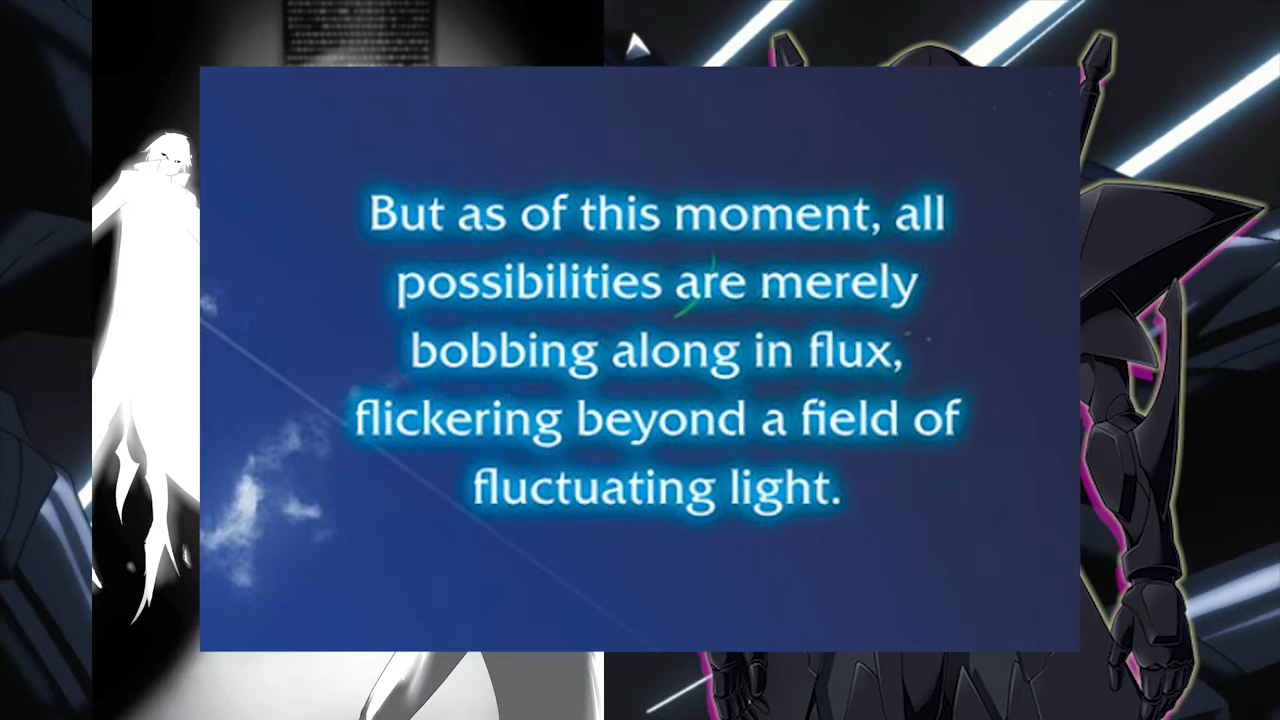 But as of this moment, all
possibilities are merely
bobbing along in flux,
flickering beyond a field of
fluctuating light.